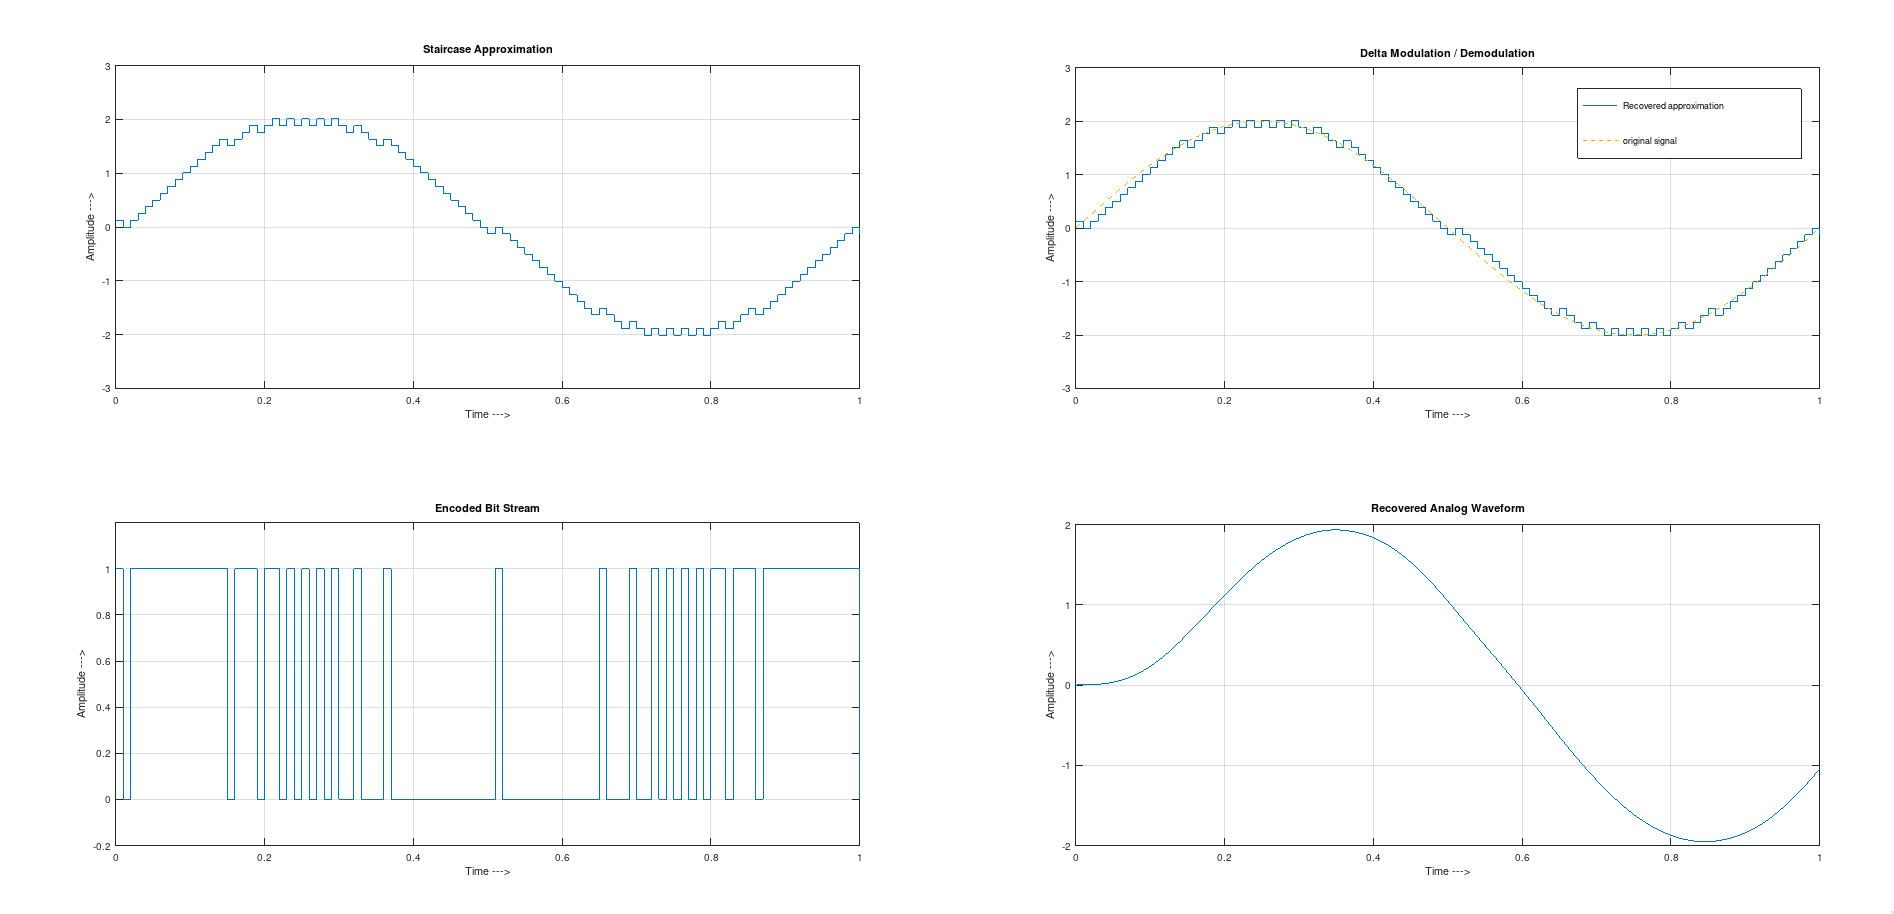 Staircase Approximation
3
2
1
0
-1
-2
-3
Amplitude --->
0 0.2 0.4 0.6 0.8 1
Time --->
Delta Modulation / Demodulation
3
2
1
0
-1
-2
-3
Amplitude --->
Recovered approximation
original signal
0 0.2 0.4 0.6 0.8 1
Time --->
Encoded Bit Stream
1
0.8
0.6
0.4
0.2
0
-0.2
Amplitude --->
0 0.2 0.4 0.6 0.8 1
Time --->
Recovered Analog Waveform
2
1
0
-1
-2
Amplitude --->
0 0.2 0.4 0.6 0.8 1
Time --->